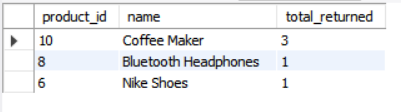 product_id name total_returned
10 Coffee Maker 3
8 Bluetooth Headphones 1
6 Nike Shoes 1